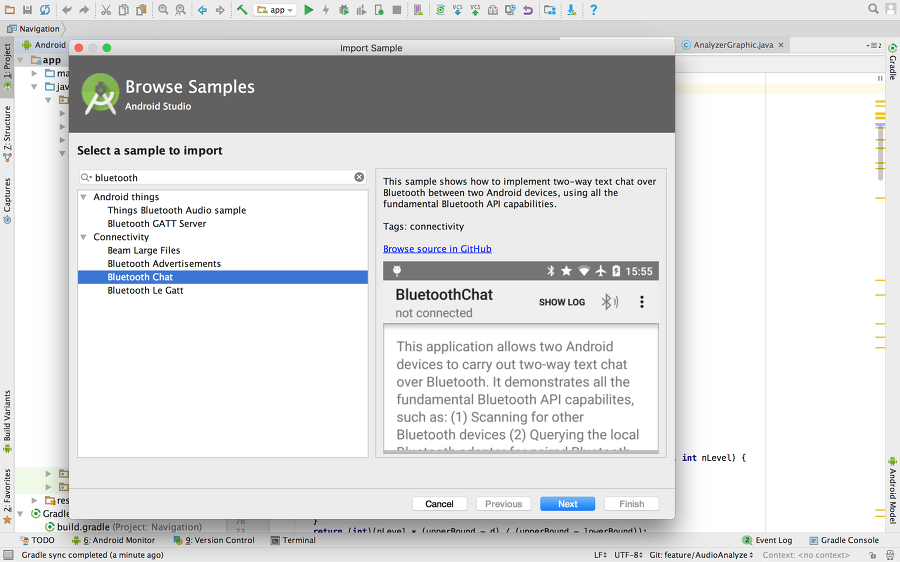 app
Navigation
Import Sample
Android
AnalyzerGraphic.java
Browse Samples
Android Studio
Select a sample to import
bluetooth
Android things
Things Bluetooth Audio sample
Bluetooth GATT Server
Connectivity
Beam Large Files
Bluetooth Advertisements
Bluetooth Chat
Bluetooth Le Gatt
This sample shows how to implement two-way text chat over
Bluetooth between two Android devices, using all the
fundamental Bluetooth API capabilities.
Tags: connectivity
Browse source in GitHub
15:55
BluetoothChat
not connected
SHOW LOG
This application allows two Android
devices to carry out two-way text chat
over Bluetooth. It demonstrates all the
fundamental Bluetooth API capabilites,
such as: (1) Scanning for other
Bluetooth devices (2) Querying the local
Bluetooth adapter for paired Bluetooth
Cancel
Previous
Next
Finish
1: Project
Z: Structure
Captures
Build Variants
2: Favorites
app
ma
jav
res
Gradle
build.gradle (Project: Navigation)
int nLevel) {
76
}
return (int)(nLevel * (upperBound - d) / (upperBound - lowerBound));
Gradle
Android Model
TODO
6: Android Monitor
9: Version Control
Terminal
2 Event Log
Gradle Console
Gradle sync completed (a minute ago)
LF
UTF-8
Git: feature/AudioAnalyze
Context: <no context>